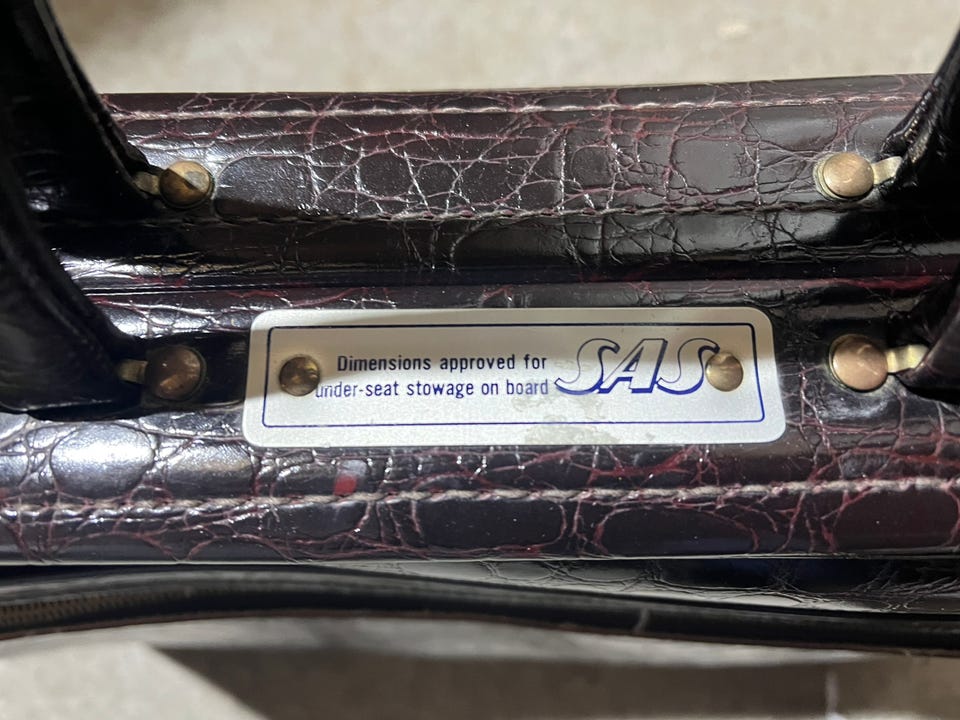 Dimensions approved for
under-seat stowage on board SAS